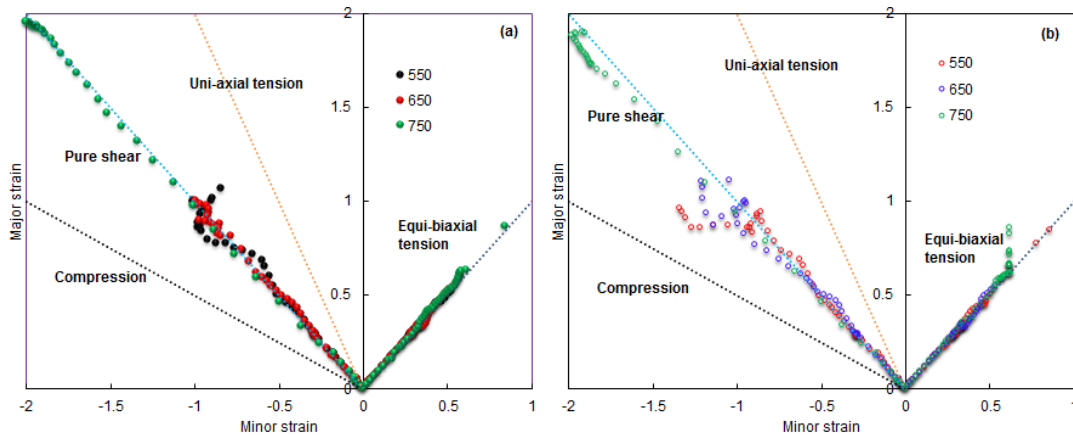 2
(a)
Uni-axial tension
550
650
750
1.5
Pure shear
1
Equi-biaxial
tension
Compression
0.5
0
-2
-1.5
-1
-0.5
0
0.5
1
Minor strain
Major strain
2
(b)
Uni-axial tension
550
650
750
1.5
Pure shear
1
Equi-biaxial
tension
Compression
0.5
0
-2
-1.5
-1
-0.5
0
0.5
1
Minor strain
Major strain